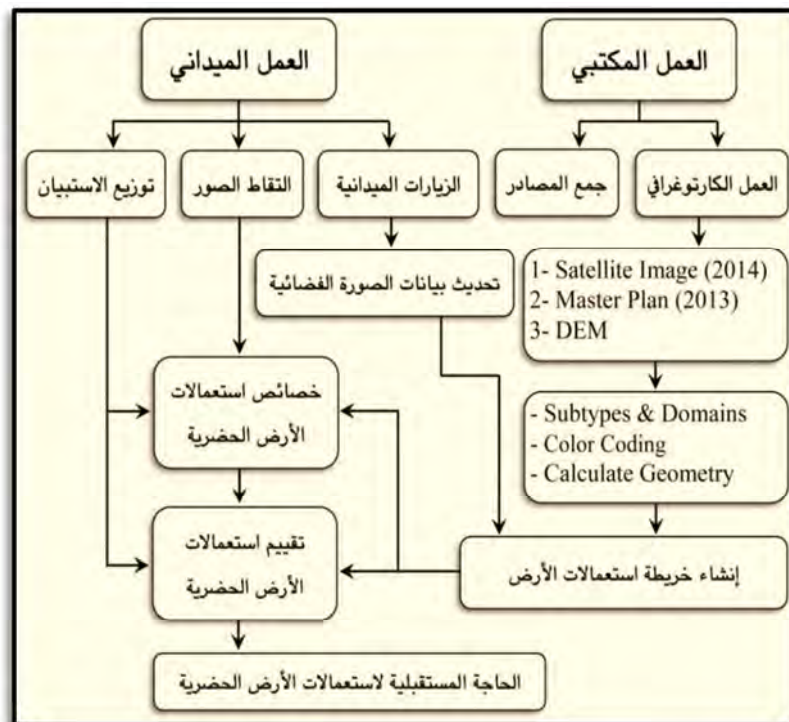 العمل المكتبي
العمل الميداني
العمل الكارتوغرافي
جمع المصادر
الزيارات الميدانية
التقاط الصور
توزيع الاستبيان
1- Satellite Image (2014)
2- Master Plan (2013)
3- DEM
تحديث بيانات الصورة الفضائية
- Subtypes & Domains
- Color Coding
- Calculate Geometry
خصائص استعمالات
الأرض الحضرية
إنشاء خريطة استعمالات الأرض
تقييم استعمالات
الأرض الحضرية
الحاجة المستقبلية لاستعمالات الأرض الحضرية